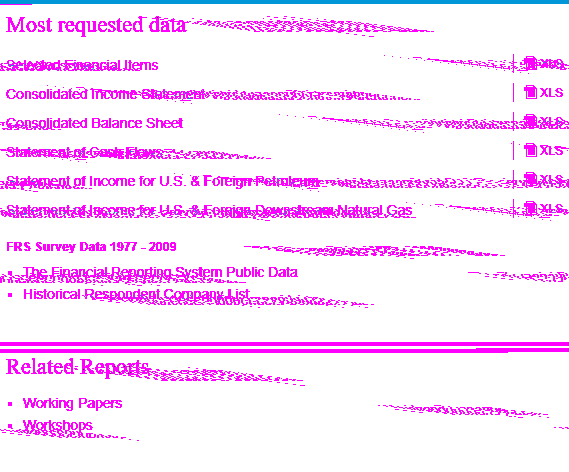 Most requested data
Selected Financial Items XLS
Consolidated Income Statement XLS
Consolidated Balance Sheet XLS
Statement of Cash Flows XLS
Statement of Income for U.S. & Foreign Petroleum XLS
Statement of Income for U.S. & Foreign Downstream Natural Gas XLS
FRS Survey Data 1977 - 2009
The Financial Reporting System Public Data
Historical Respondent Company List
Related Reports
Working Papers
Workshops